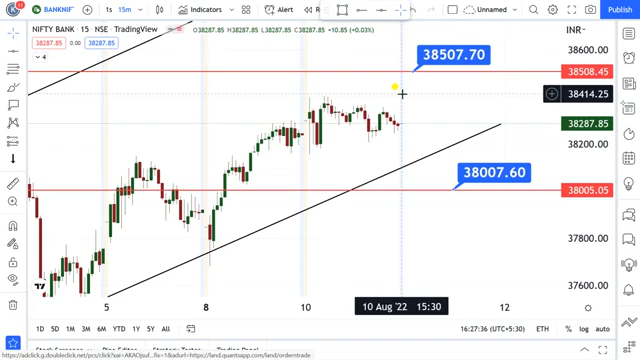 BANKNIF
1s
15m
Indicators
Alert
Re
Unnamed
Publish
NIFTY BANK · 15 · NSE · TradingView
O38287.85 H38287.85 L38287.85 C38287.85 +10.85 (+0.03%)
INR
38287.85 0.00 38287.85
4
38600.00
38507.70
38508.45
38414.25
38287.85
38200.00
38007.60
38005.05
37800.00
37600.00
5
8
10
10 Aug '22 15:30
12
1D 5D 1M 3M 6M YTD 1Y 5Y All
16:27:36 (UTC+5:30) ETH % log auto